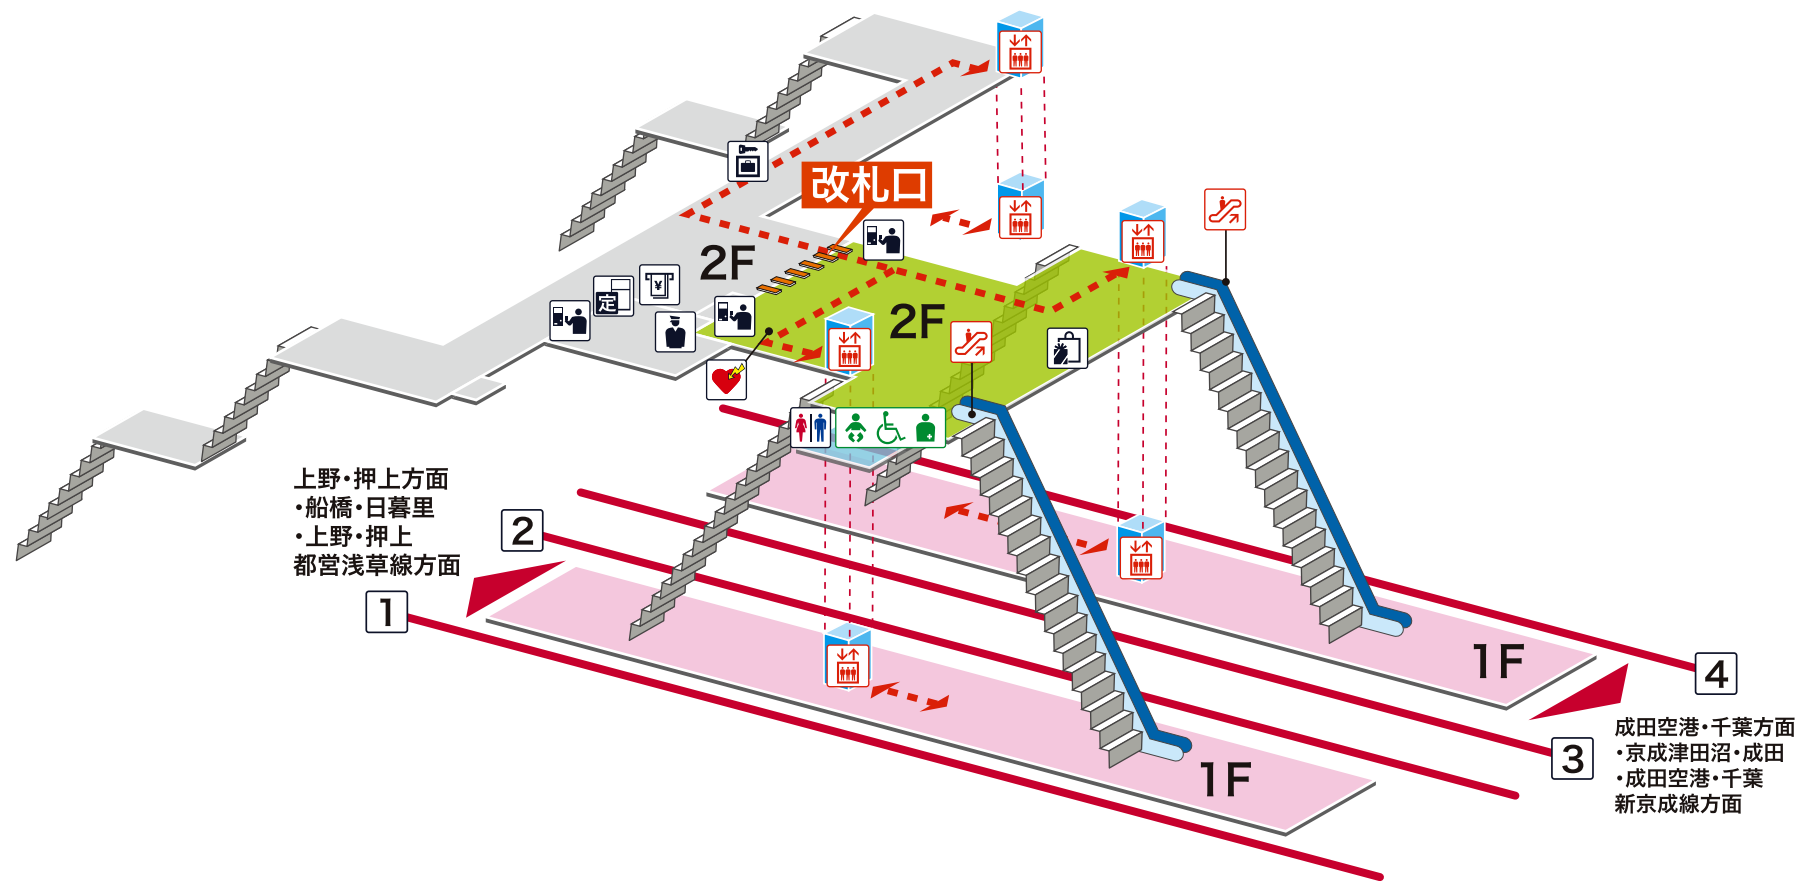 改札口
2F
¥
定
2F
上野・押上方面
・船橋・日暮里
・上野・押上
都営浅草線方面
2
1
1F
4
成田空港・千葉方面
・京成津田沼・成田
・成田空港・千葉
新京成線方面
3
1F